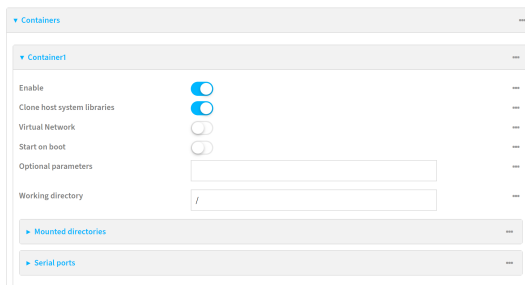 Containers
Container1
Enable
Clone host system libraries
Virtual Network
Start on boot
Optional parameters
Working directory
/
Mounted directories
Serial ports